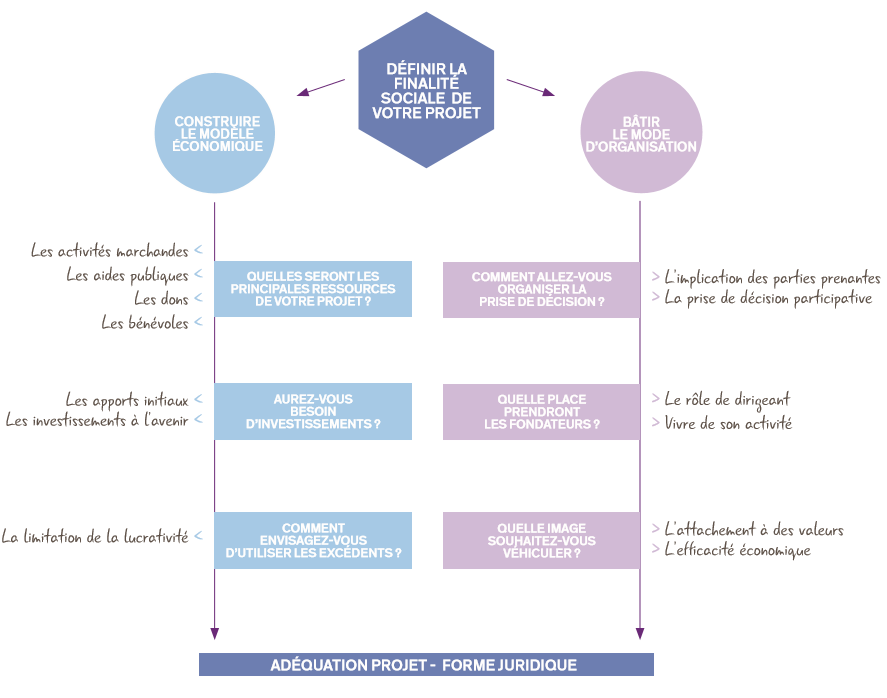 DÉFINIR LA
FINALITÉ
SOCIALE DE
VOTRE PROJET
CONSTRUIRE
LE MODÈLE
ÉCONOMIQUE
BÂTIR
LE MODE
D'ORGANISATION
Les activités marchandes <
Les aides publiques <
Les dons <
Les bénévoles <
QUELLES SERONT LES
PRINCIPALES RESSOURCES
DE VOTRE PROJET ?
COMMENT ALLEZ-VOUS
ORGANISER LA
PRISE DE DÉCISION ?
> L'implication des parties prenantes
> La prise de décision participative
Les apports initiaux <
Les investissements à l'avenir <
AUREZ-VOUS
BESOIN
D'INVESTISSEMENTS ?
QUELLE PLACE
PRENDRONT
LES FONDATEURS ?
> Le rôle de dirigeant
> Vivre de son activité
La limitation de la lucrativité <
COMMENT
ENVISAGEZ-VOUS
D'UTILISER LES EXCÉDENTS ?
QUELLE IMAGE
SOUHAITEZ-VOUS
VÉHICULER ?
> L'attachement à des valeurs
> L'efficacité économique
ADÉQUATION PROJET - FORME JURIDIQUE